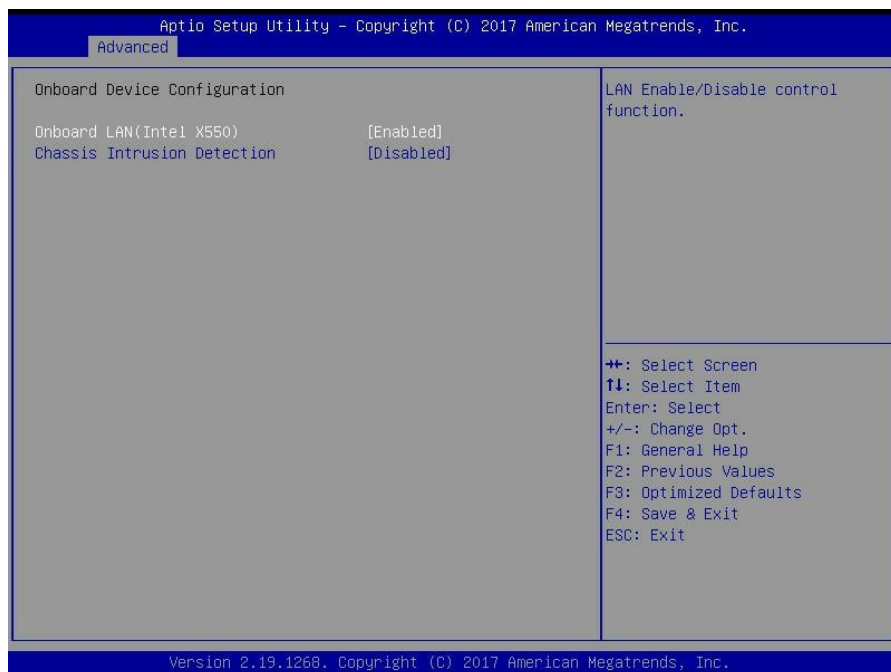 Aptio Setup Utility – Copyright (C) 2017 American Megatrends, Inc.
Advanced
Onboard Device Configuration
Onboard LAN(Intel X550) [Enabled]
Chassis Intrusion Detection [Disabled]
LAN Enable/Disable control
function.
→←: Select Screen
↑↓: Select Item
Enter: Select
+/-: Change Opt.
F1: General Help
F2: Previous Values
F3: Optimized Defaults
F4: Save & Exit
ESC: Exit
Version 2.19.1268. Copyright (C) 2017 American Megatrends, Inc.